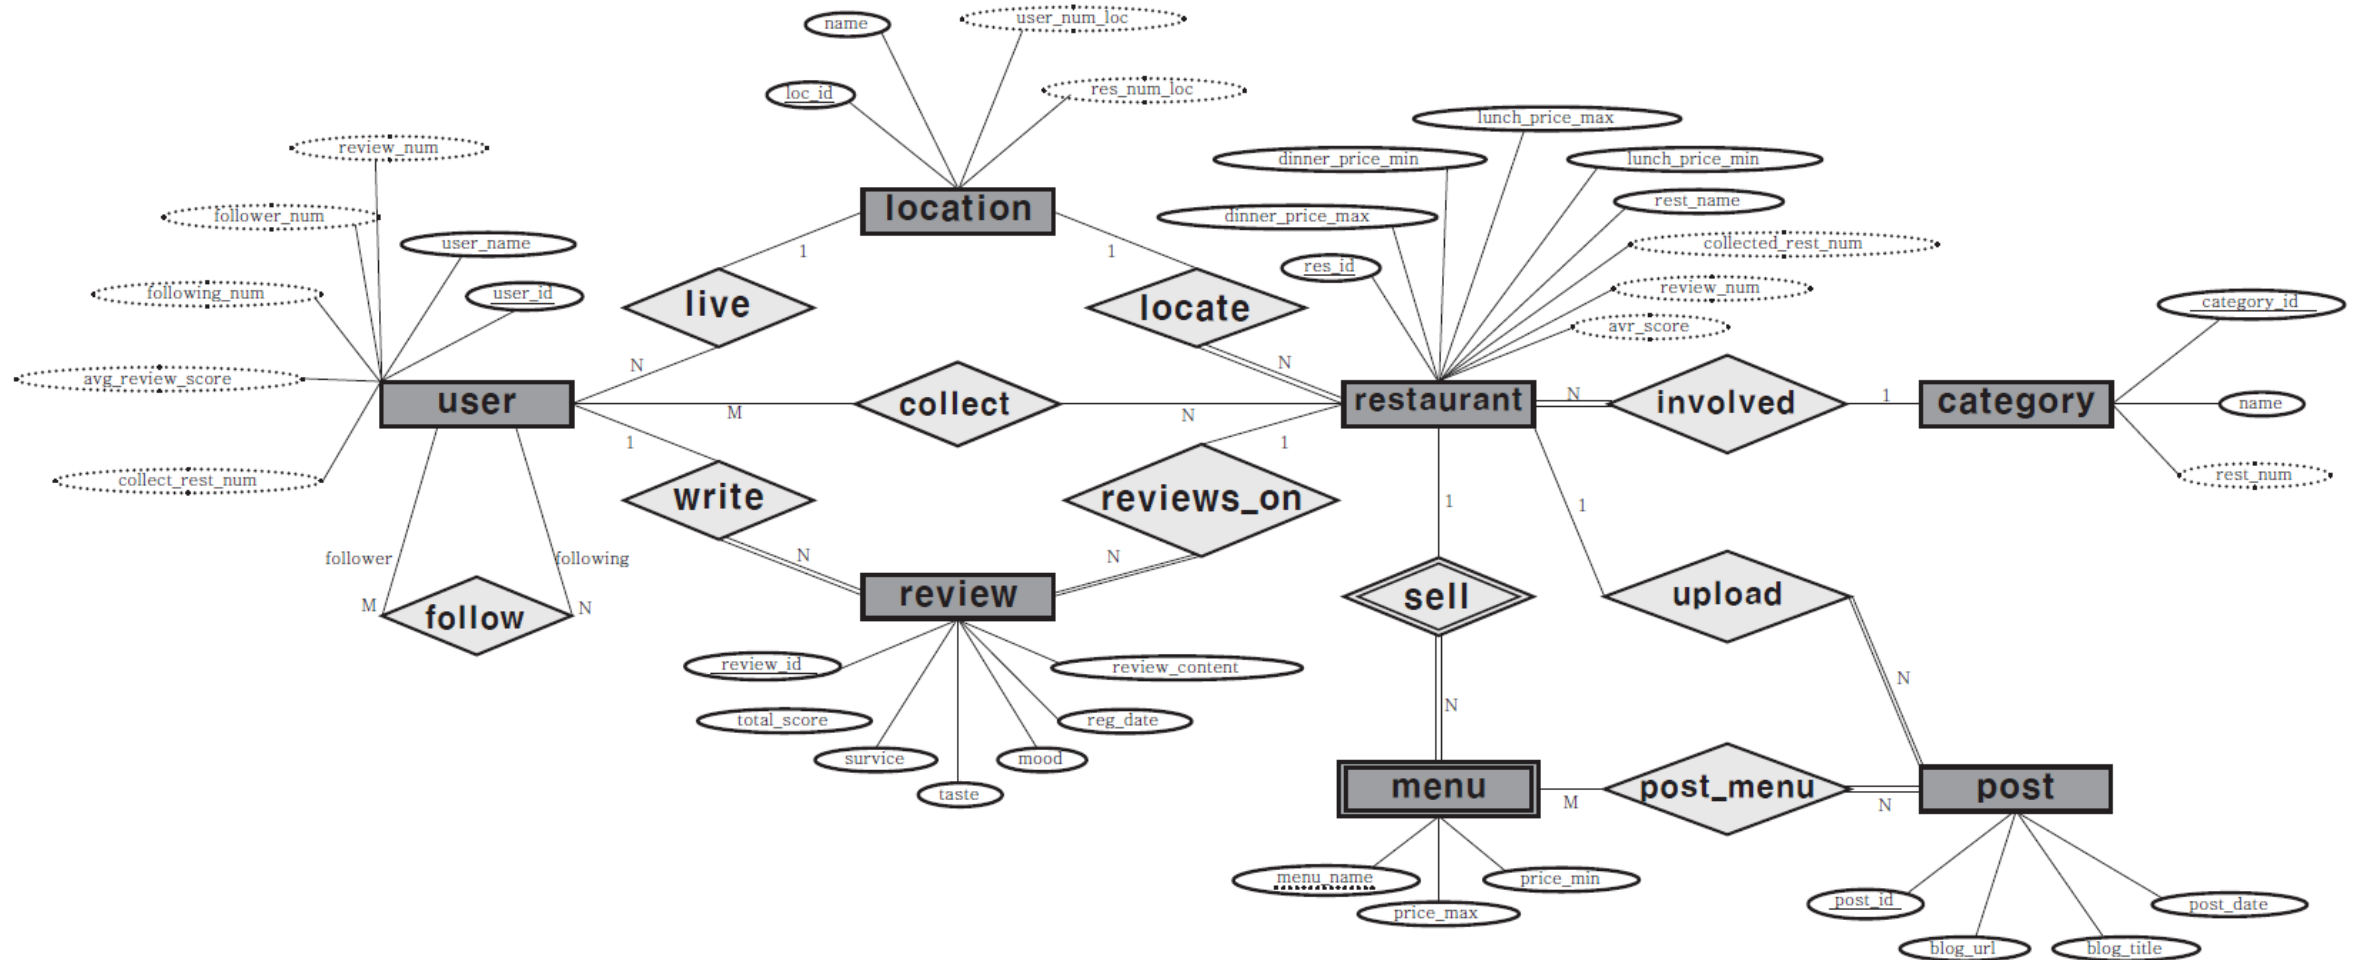 name
user_num_loc
loc_id
res_num_loc
lunch_price_max
review_num
dinner_price_min
lunch_price_min
rest_name
location
follower_num
dinner_price_max
user_name
collected_rest_num
1
1
res_id
following_num
user_id
review_num
live
locate
avr_score
category_id
N
N
avg_review_score
user
collect
restaurant
N
involved
1
category
name
M
N
1
1
collect_rest_num
rest_num
write
reviews_on
1
1
follower
following
N
N
M
follow
N
review
sell
upload
review_id
review_content
N
total_score
reg_date
N
survice
mood
taste
menu
post_menu
post
M
N
menu_name
price_min
price_max
post_id
post_date
blog_url
blog_title